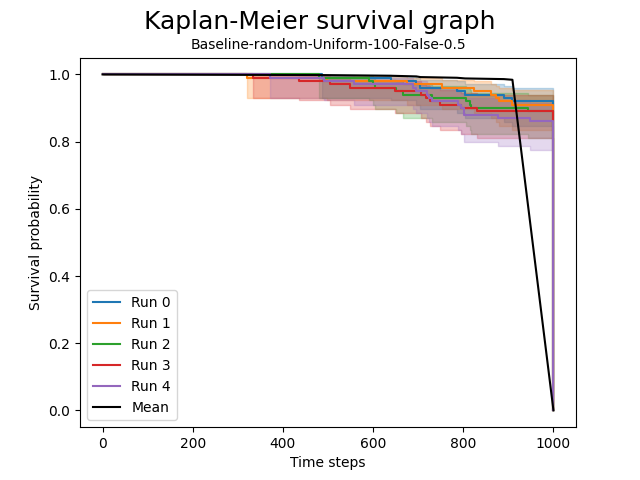 Kaplan-Meier survival graph
Baseline-random-Uniform-100-False-0.5
Survival probability
1.0
0.8
0.6
0.4
0.2
0.0
Run 0
Run 1
Run 2
Run 3
Run 4
Mean
0 200 400 600 800 1000
Time steps